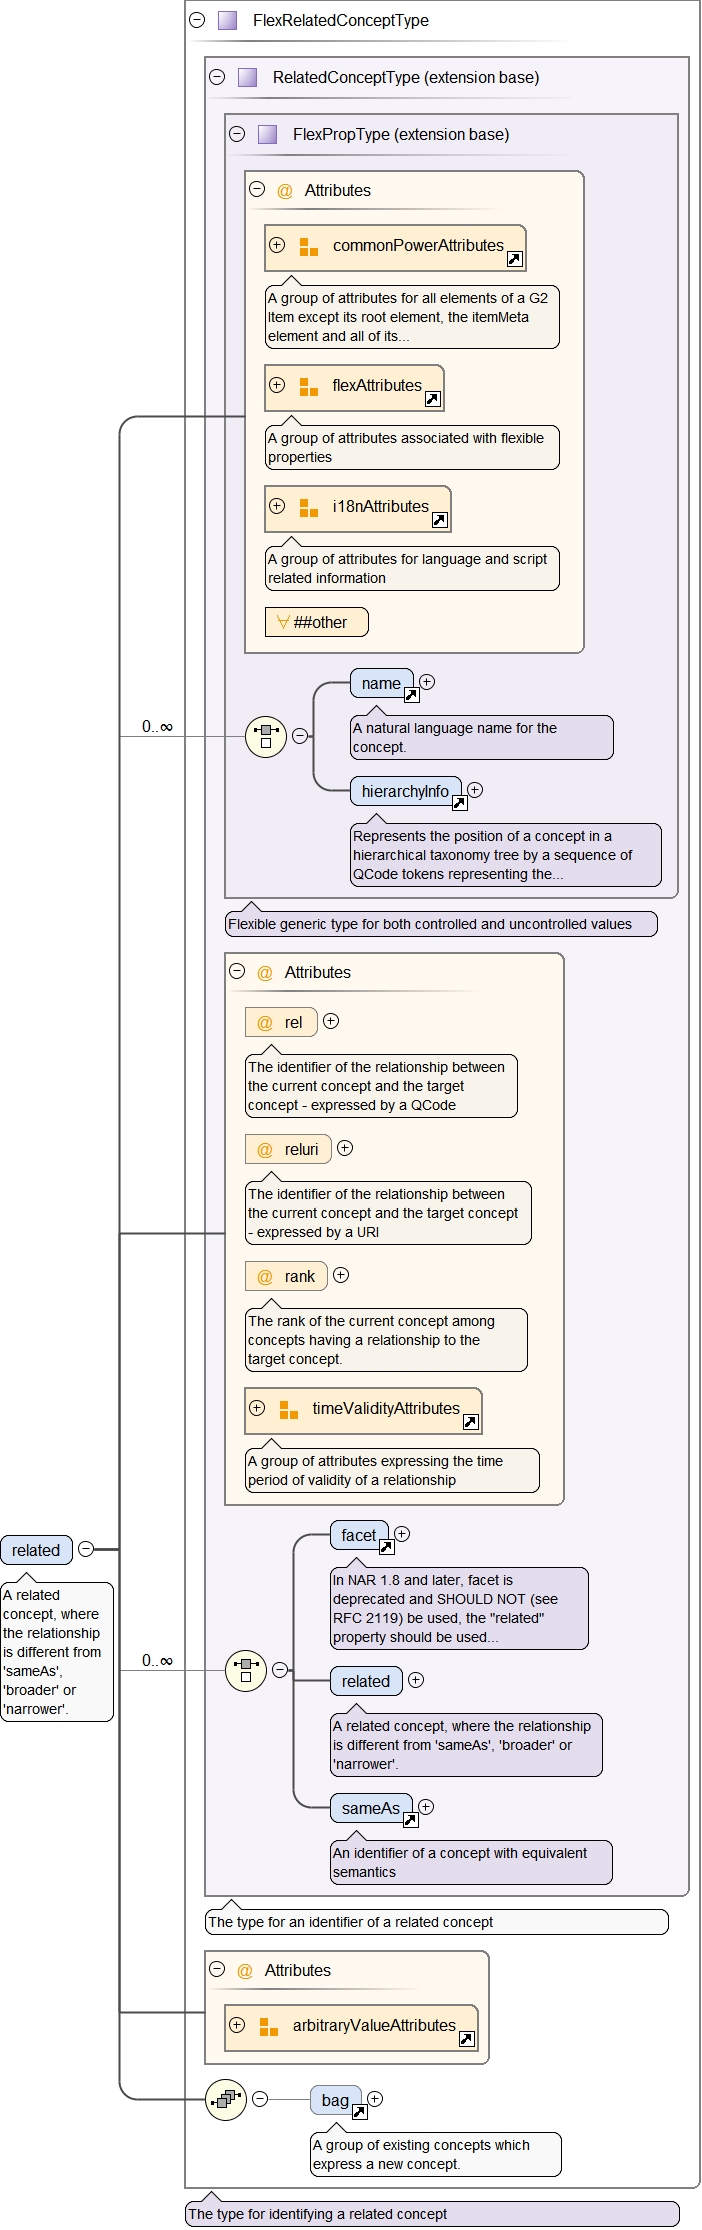 FlexRelatedConceptType
RelatedConceptType (extension base)
FlexPropType (extension base)
@ Attributes
commonPowerAttributes
A group of attributes for all elements of a G2
Item except its root element, the itemMeta
element and all of its...
flexAttributes
A group of attributes associated with flexible
properties
i18nAttributes
A group of attributes for language and script
related information
##other
0..∞
name
A natural language name for the
concept.
hierarchyInfo
Represents the position of a concept in a
hierarchical taxonomy tree by a sequence of
QCode tokens representing the...
Flexible generic type for both controlled and uncontrolled values
@ Attributes
@ rel
The identifier of the relationship between
the current concept and the target
concept - expressed by a QCode
@ reluri
The identifier of the relationship between
the current concept and the target concept
- expressed by a URI
@ rank
The rank of the current concept among
concepts having a relationship to the
target concept.
timeValidityAttributes
A group of attributes expressing the time
period of validity of a relationship
related
A related
concept, where
the relationship
is different from
'sameAs',
'broader' or
'narrower'.
0..∞
facet
In NAR 1.8 and later, facet is
deprecated and SHOULD NOT (see
RFC 2119) be used, the "related"
property should be used...
related
A related concept, where the relationship
is different from 'sameAs', 'broader' or
'narrower'.
sameAs
An identifier of a concept with equivalent
semantics
The type for an identifier of a related concept
@ Attributes
arbitraryValueAttributes
bag
A group of existing concepts which
express a new concept.
The type for identifying a related concept